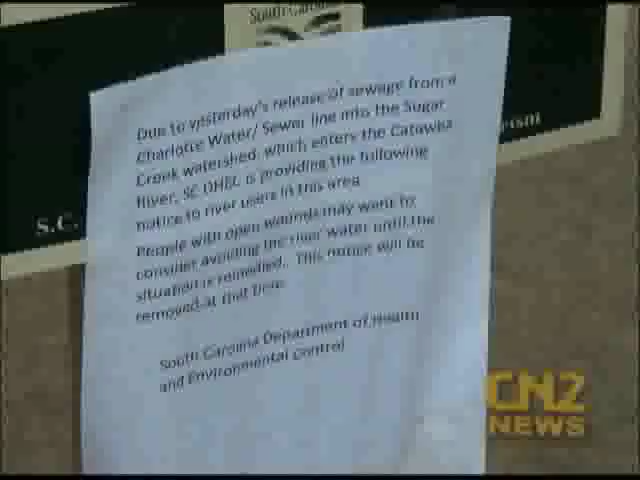 South Carolina
Due to yesterday's release of sewage from a
Charlotte Water/ Sewer line into the Sugar
Creek watershed, which enters the Catawba
River, SC DHEC is providing the following
notice to river users in this area.
People with open wounds may want to
consider avoiding the river water until the
situation is remedied. This notice will be
removed at that time.
South Carolina Department of Health
and Environmental Control
S.C.
CN2
NEWS